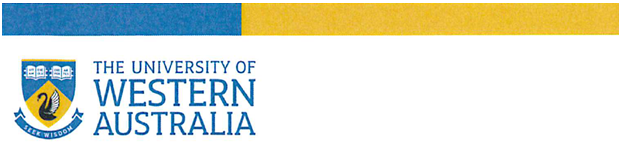 THE UNIVERSITY OF
WESTERN
AUSTRALIA
SEEK WISDOM